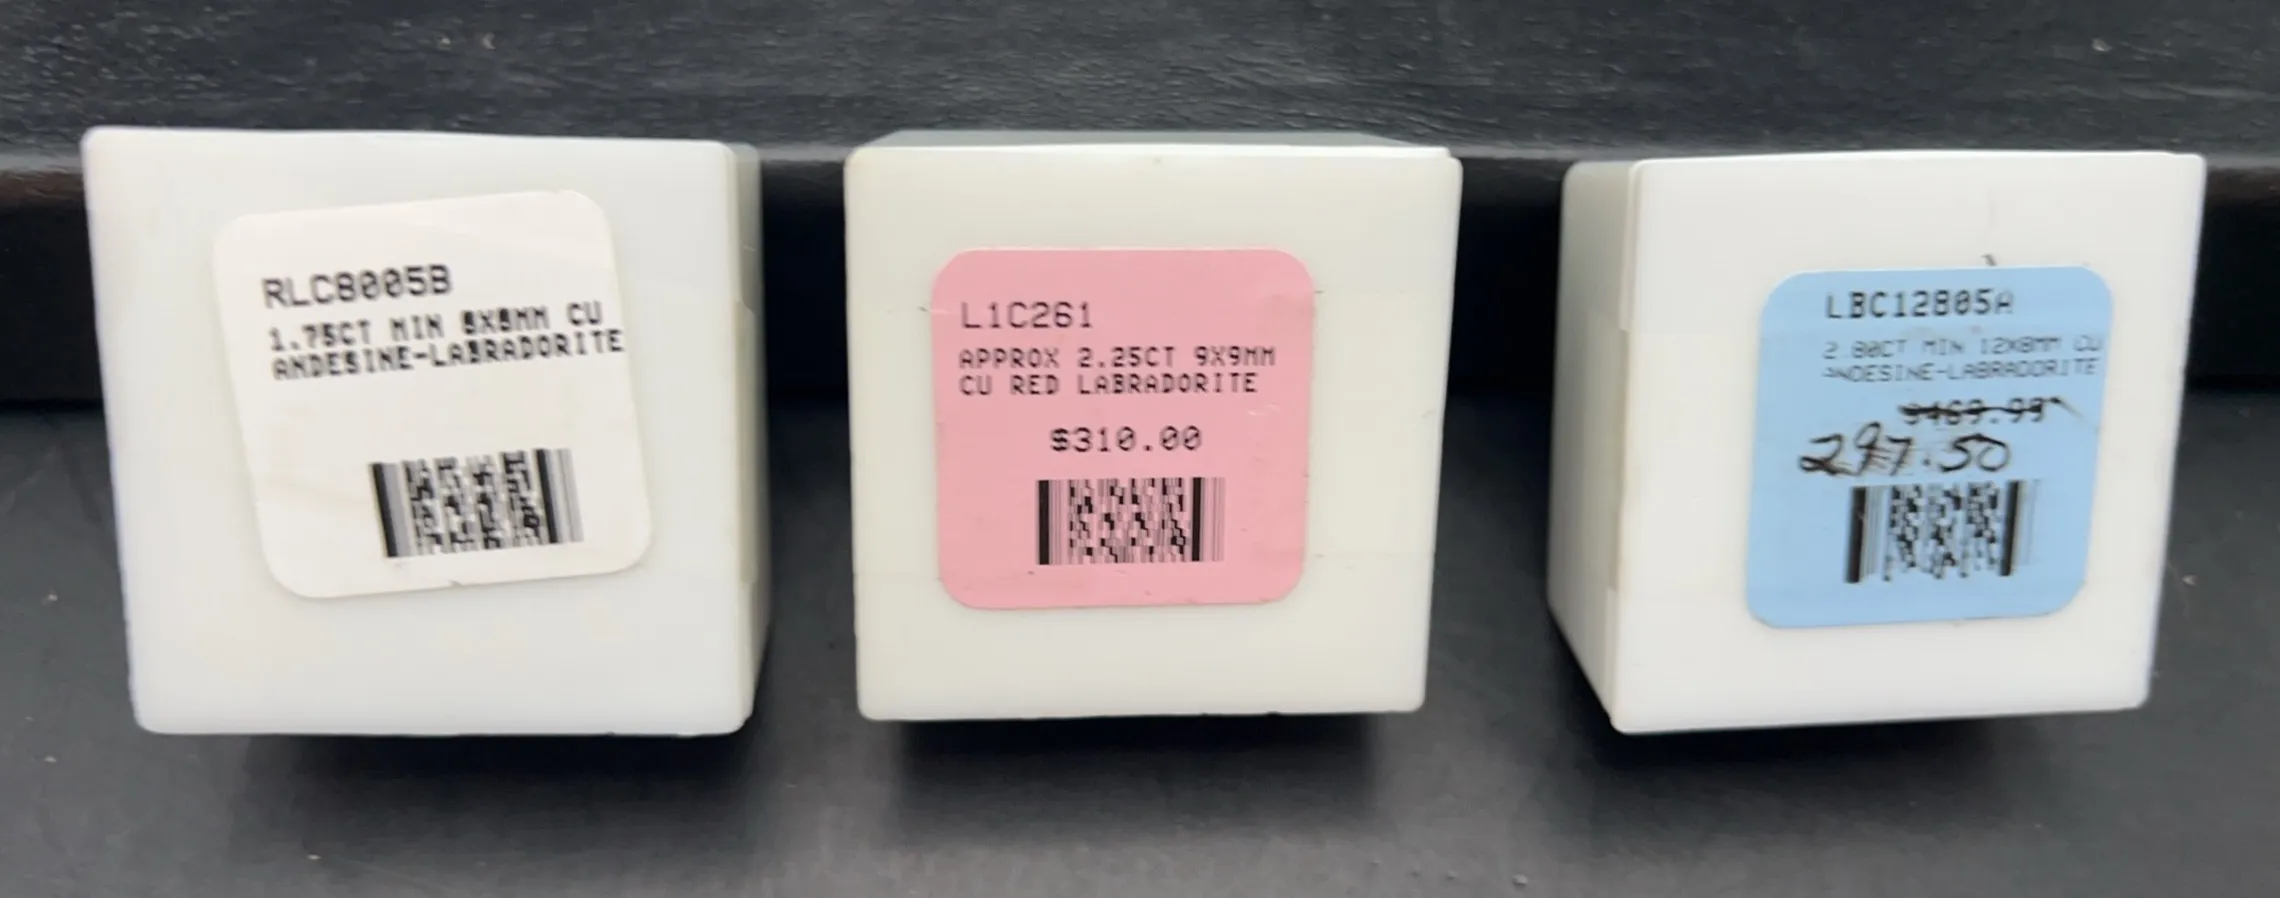 RLC8005B
1.75CT MIN 8X8MM CU
ANDESINE-LABRADORITE
L1C261
APPROX 2.25CT 9X9MM
CU RED LABRADORITE
$310.00
LBC12805A
2.80CT MIN 12X8MM CU
ANDESINE-LABRADORITE
$469.99
297.50